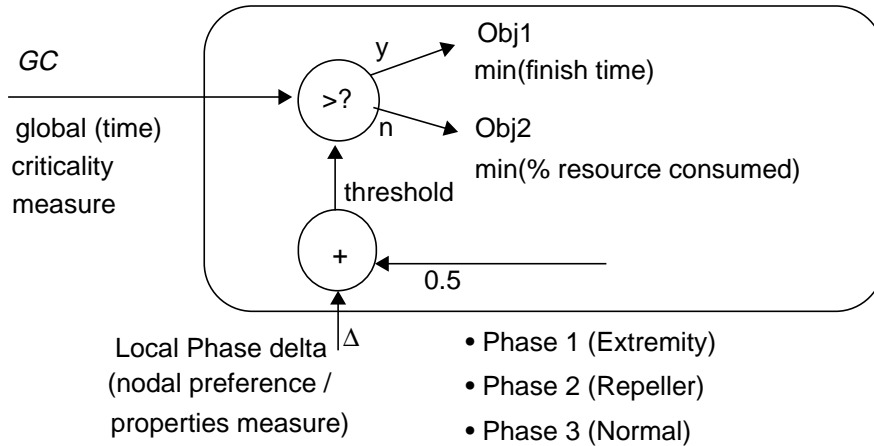 GC
global (time)
criticality
measure
>?
y
n
Obj1
min(finish time)
Obj2
min(% resource consumed)
threshold
+
0.5
Δ
Local Phase delta
(nodal preference /
properties measure)
• Phase 1 (Extremity)
• Phase 2 (Repeller)
• Phase 3 (Normal)